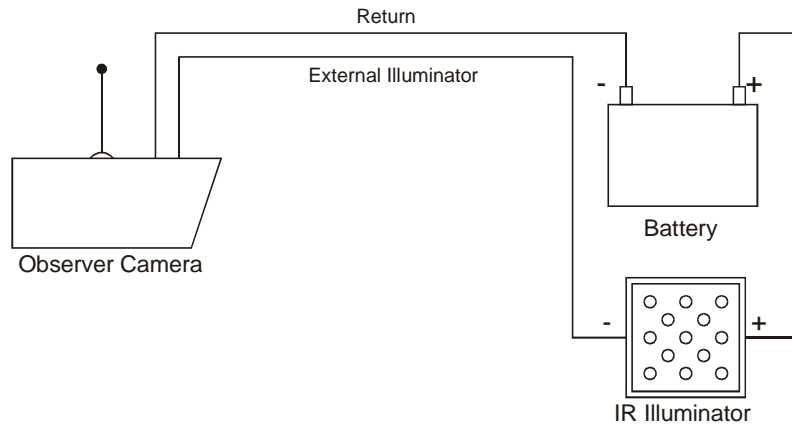 Return
External Illuminator
- +
Battery
Observer Camera
- +
IR Illuminator